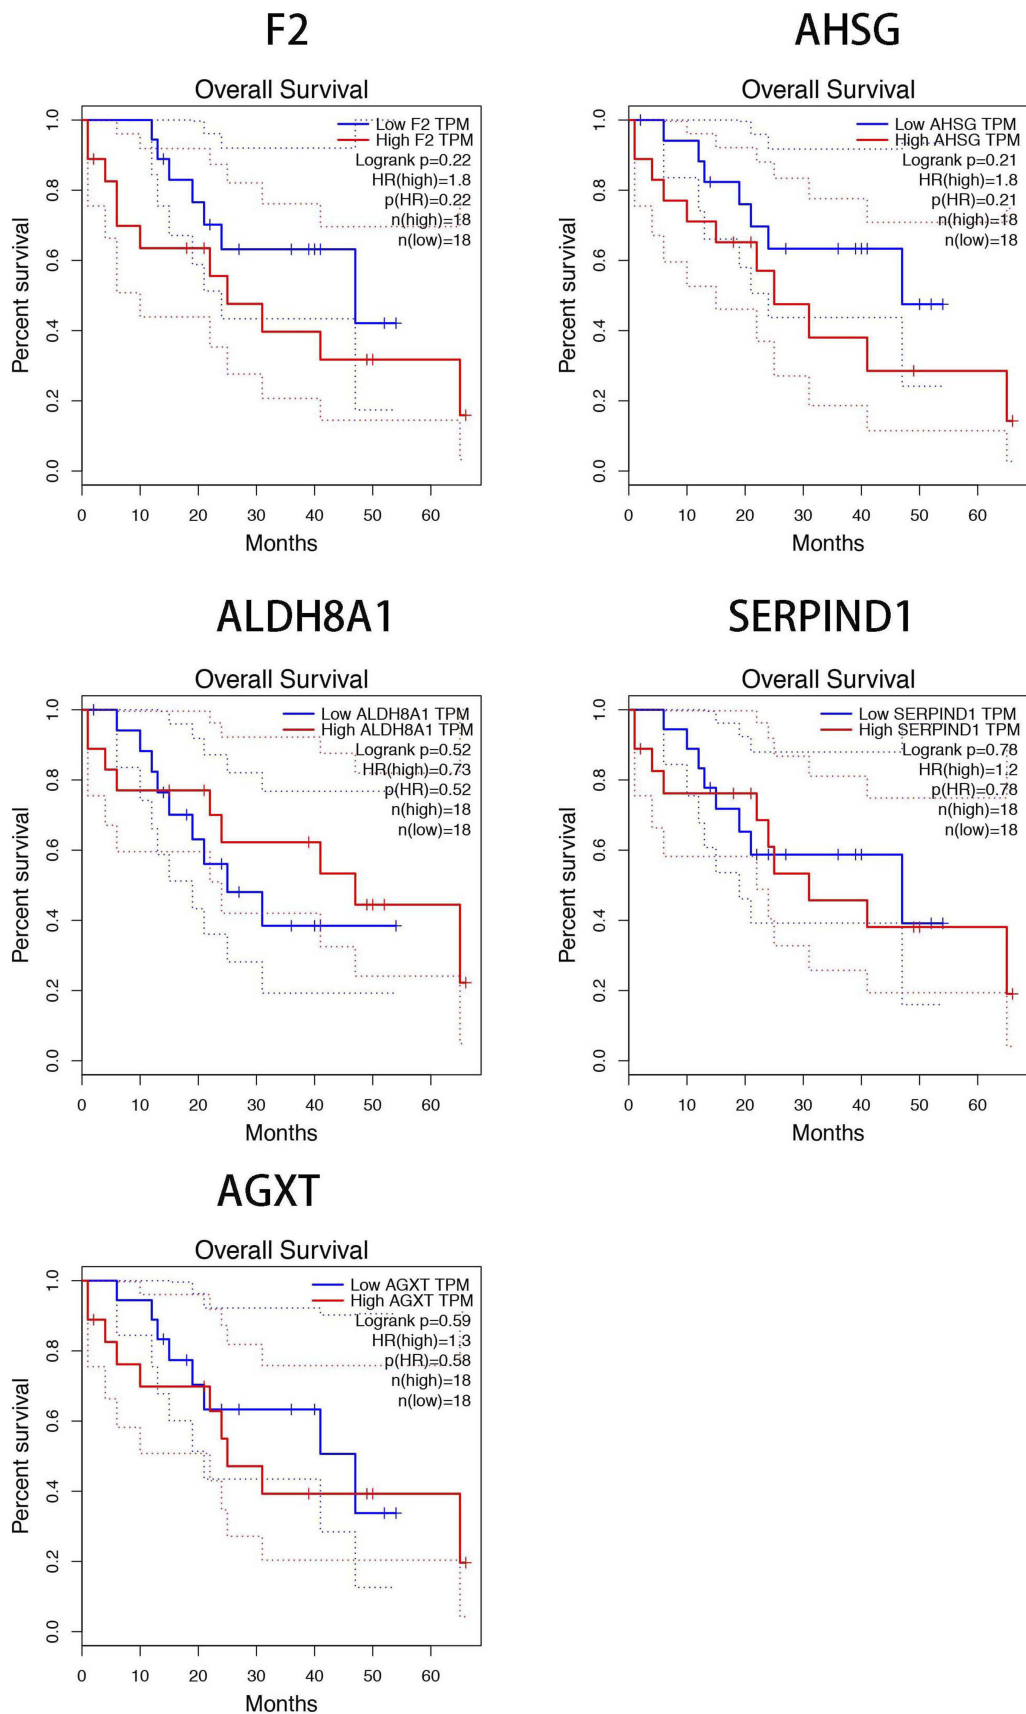 F2
Overall Survival
Low F2 TPM
High F2 TPM
Logrank p=0.22
HR(high)=1.8
p(HR)=0.22
n(high)=18
n(low)=18
Percent survival
1.0
0.8
0.6
0.4
0.2
0.0
0 10 20 30 40 50 60
Months
AHSG
Overall Survival
Low AHSG TPM
High AHSG TPM
Logrank p=0.21
HR(high)=1.8
p(HR)=0.21
n(high)=18
n(low)=18
Percent survival
1.0
0.8
0.6
0.4
0.2
0.0
0 10 20 30 40 50 60
Months
ALDH8A1
Overall Survival
Low ALDH8A1 TPM
High ALDH8A1 TPM
Logrank p=0.52
HR(high)=0.73
p(HR)=0.52
n(high)=18
n(low)=18
Percent survival
1.0
0.8
0.6
0.4
0.2
0.0
0 10 20 30 40 50 60
Months
SERPIND1
Overall Survival
Low SERPIND1 TPM
High SERPIND1 TPM
Logrank p=0.78
HR(high)=1.2
p(HR)=0.78
n(high)=18
n(low)=18
Percent survival
1.0
0.8
0.6
0.4
0.2
0.0
0 10 20 30 40 50 60
Months
AGXT
Overall Survival
Low AGXT TPM
High AGXT TPM
Logrank p=0.59
HR(high)=1.3
p(HR)=0.58
n(high)=18
n(low)=18
Percent survival
1.0
0.8
0.6
0.4
0.2
0.0
0 10 20 30 40 50 60
Months